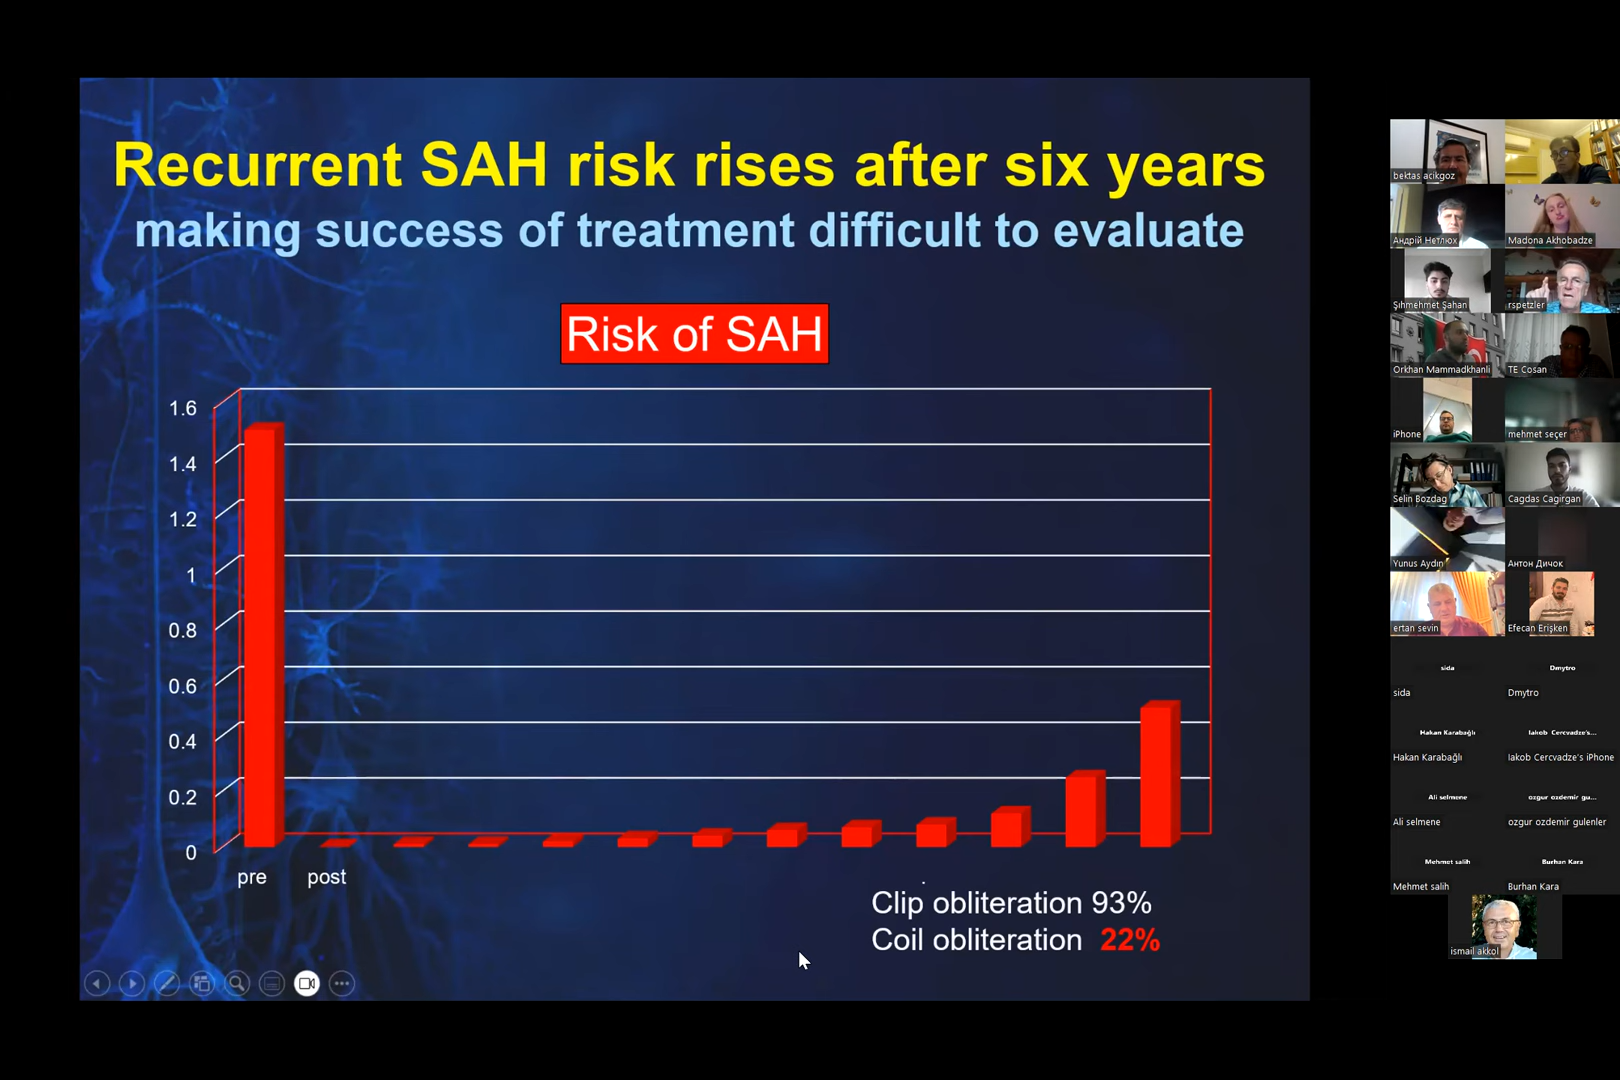 Recurrent SAH risk rises after six years
making success of treatment difficult to evaluate
Risk of SAH
1.6
1.4
1.2
1
0.8
0.6
0.4
0.2
0
pre post
Clip obliteration 93%
Coil obliteration 22%
bektas acikgoz
Андрій Нетлюх
Madona Akhobadze
Şıhmehmet Şahan
rspetzler
Orkhan Mammadkhanli
TE Cosan
iPhone
mehmet seçer
Selin Bozdag
Cagdas Cagirgan
Yunus Aydın
Антон Дичок
ertan sevin
Efecan Erişken
sida
Dmytro
sida
Dmytro
Hakan Karabağlı
Iakob Cercvadze's...
Hakan Karabağlı
Iakob Cercvadze's iPhone
Ali selmene
ozgur ozdemir gu...
Ali selmene
ozgur ozdemir gulenler
Mehmet salih
Burhan Kara
Mehmet salih
Burhan Kara
ismail akkol